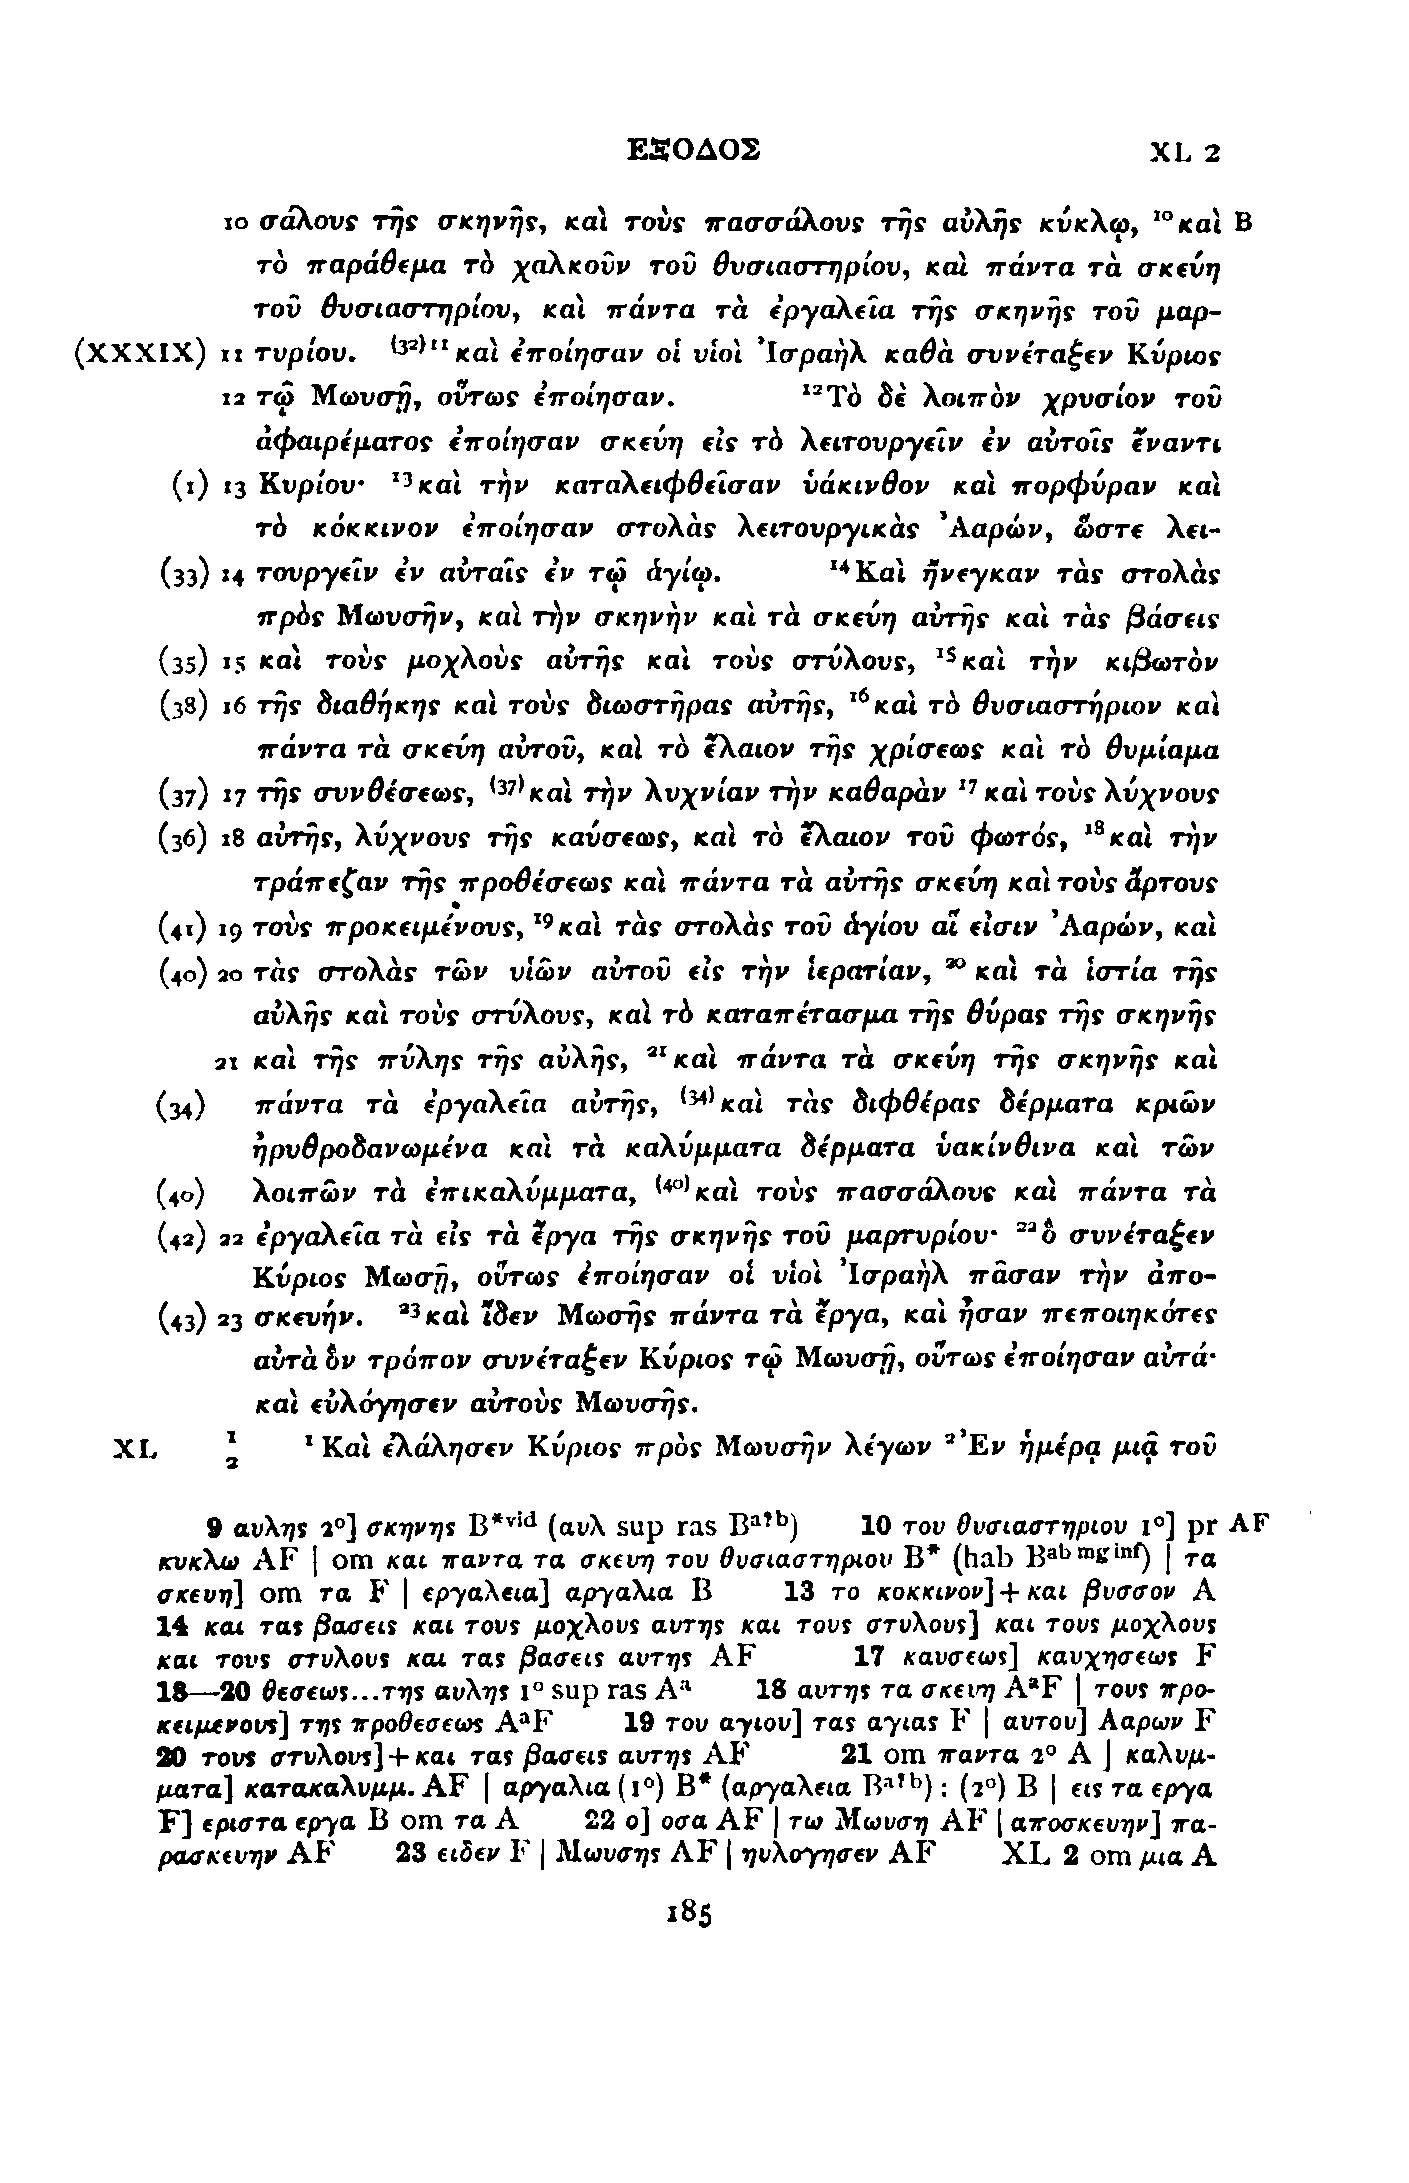 ΕΞΟΔΟΣ XL 2
10 σάλους τῆς σκηνῆς, καὶ τοὺς πασσάλους τῆς αὐλῆς κύκλῳ, ¹⁰καὶ B
τὸ παράθεμα τὸ χαλκοῦν τοῦ θυσιαστηρίου, καὶ πάντα τὰ σκεύη
τοῦ θυσιαστηρίου, καὶ πάντα τὰ ἐργαλεῖα τῆς σκηνῆς τοῦ μαρ-
(XXXIX) 11 τυρίου. ⁽³²⁾¹¹καὶ ἐποίησαν οἱ υἱοὶ Ἰσραὴλ καθὰ συνέταξεν Κύριος
12 τῷ Μωυσῇ, οὕτως ἐποίησαν. ¹²Τὸ δὲ λοιπὸν χρυσίον τοῦ
ἀφαιρέματος ἐποίησαν σκεύη εἰς τὸ λειτουργεῖν ἐν αὐτοῖς ἔναντι
(1) 13 Κυρίου· ¹³καὶ τὴν καταλειφθεῖσαν ὑάκινθον καὶ πορφύραν καὶ
τὸ κόκκινον ἐποίησαν στολὰς λειτουργικὰς Ἀαρών, ὥστε λει-
(33) 14 τουργεῖν ἐν αὐταῖς ἐν τῷ ἁγίῳ. ¹⁴Καὶ ἤνεγκαν τὰς στολὰς
πρὸς Μωυσῆν, καὶ τὴν σκηνὴν καὶ τὰ σκεύη αὐτῆς καὶ τὰς βάσεις
(35) 15 καὶ τοὺς μοχλοὺς αὐτῆς καὶ τοὺς στύλους, ¹⁵καὶ τὴν κιβωτὸν
(38) 16 τῆς διαθήκης καὶ τοὺς διωστῆρας αὐτῆς, ¹⁶καὶ τὸ θυσιαστήριον καὶ
πάντα τὰ σκεύη αὐτοῦ, καὶ τὸ ἔλαιον τῆς χρίσεως καὶ τὸ θυμίαμα
(37) 17 τῆς συνθέσεως, ⁽³⁷⁾καὶ τὴν λυχνίαν τὴν καθαρὰν ¹⁷καὶ τοὺς λύχνους
(36) 18 αὐτῆς, λύχνους τῆς καύσεως, καὶ τὸ ἔλαιον τοῦ φωτός, ¹⁸καὶ τὴν
τράπεζαν τῆς προθέσεως καὶ πάντα τὰ αὐτῆς σκεύη καὶ τοὺς ἄρτους
(41) 19 τοὺς προκειμένους, ¹⁹καὶ τὰς στολὰς τοῦ ἁγίου αἵ εἰσιν Ἀαρών, καὶ
(40) 20 τὰς στολὰς τῶν υἱῶν αὐτοῦ εἰς τὴν ἱερατίαν, ²⁰καὶ τὰ ἱστία τῆς
αὐλῆς καὶ τοὺς στύλους, καὶ τὸ καταπέτασμα τῆς θύρας τῆς σκηνῆς
21 καὶ τῆς πύλης τῆς αὐλῆς, ²¹καὶ πάντα τὰ σκεύη τῆς σκηνῆς καὶ
(34) πάντα τὰ ἐργαλεῖα αὐτῆς, ⁽³⁴⁾καὶ τὰς διφθέρας δέρματα κριῶν
ἠρυθροδανωμένα καὶ τὰ καλύμματα δέρματα ὑακίνθινα καὶ τῶν
(40) λοιπῶν τὰ ἐπικαλύμματα, ⁽⁴⁰⁾καὶ τοὺς πασσάλους καὶ πάντα τὰ
(42) 22 ἐργαλεῖα τὰ εἰς τὰ ἔργα τῆς σκηνῆς τοῦ μαρτυρίου· ²²ὃ συνέταξεν
Κύριος Μωσῇ, οὕτως ἐποίησαν οἱ υἱοὶ Ἰσραὴλ πᾶσαν τὴν ἀπο-
(43) 23 σκευήν. ²³καὶ ἴδεν Μωσῆς πάντα τὰ ἔργα, καὶ ἦσαν πεποιηκότες
αὐτὰ ὃν τρόπον συνέταξεν Κύριος τῷ Μωυσῇ, οὕτως ἐποίησαν αὐτά·
καὶ εὐλόγησεν αὐτοὺς Μωυσῆς.
XL 1 2 ¹Καὶ ἐλάλησεν Κύριος πρὸς Μωυσῆν λέγων ²Ἐν ἡμέρᾳ μιᾷ τοῦ
9 αυλης 2°] σκηνης B*ᵛⁱᵈ (αυλ sup ras Bᵃ?ᵇ) 10 του θυσιαστηριου 1°] pr AF
κυκλω AF | om και παντα τα σκευη του θυσιαστηριου B* (hab Bᵃᵇ ᵐᵍ ⁱⁿᶠ) | τα
σκευη] om τα F | εργαλεια] αργαλια B 13 το κοκκινον]+και βυσσον A
14 και τας βασεις και τους μοχλους αυτης και τους στυλους] και τους μοχλους
και τους στυλους και τας βασεις αυτης AF 17 καυσεως] καυχησεως F
18—20 θεσεως...της αυλης 1° sup ras Aᵃ 18 αυτης τα σκευη AᵃF | τους προ-
κειμενους] της προθεσεως AᵃF 19 του αγιου] τας αγιας F | αυτου] Ααρων F
20 τους στυλους]+και τας βασεις αυτης AF 21 om παντα 2° A | καλυμ-
ματα] κατακαλυμμ. AF | αργαλια (1°) B* (αργαλεια Bᵃ?ᵇ) : (2°) B | εις τα εργα
F] εριστα εργα B om τα A 22 ο] οσα AF | τω Μωυση AF | αποσκευην] πα-
ρασκευην AF 23 ειδεν F | Μωυσης AF | ηυλογησεν AF XL 2 om μια A
185